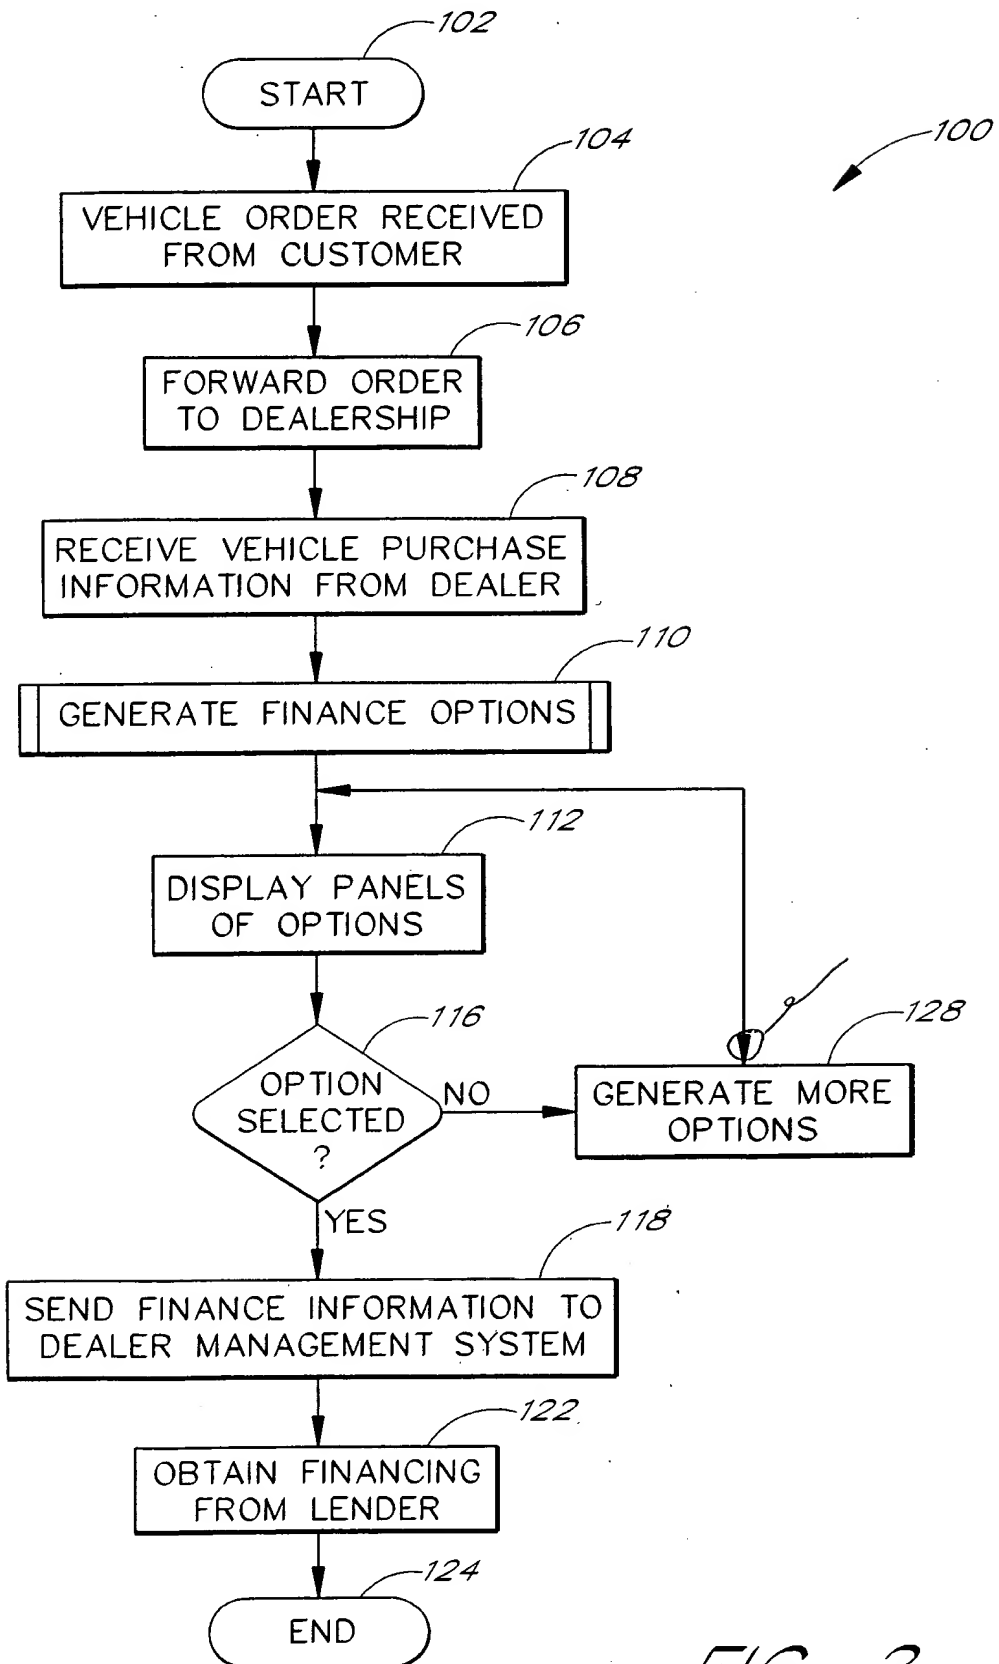 102
START
100
104
VEHICLE ORDER RECEIVED
FROM CUSTOMER
106
FORWARD ORDER
TO DEALERSHIP
108
RECEIVE VEHICLE PURCHASE
INFORMATION FROM DEALER
110
GENERATE FINANCE OPTIONS
112
DISPLAY PANELS
OF OPTIONS
116
OPTION
SELECTED
?
NO
128
GENERATE MORE
OPTIONS
YES
118
SEND FINANCE INFORMATION TO
DEALER MANAGEMENT SYSTEM
122
OBTAIN FINANCING
FROM LENDER
124
END